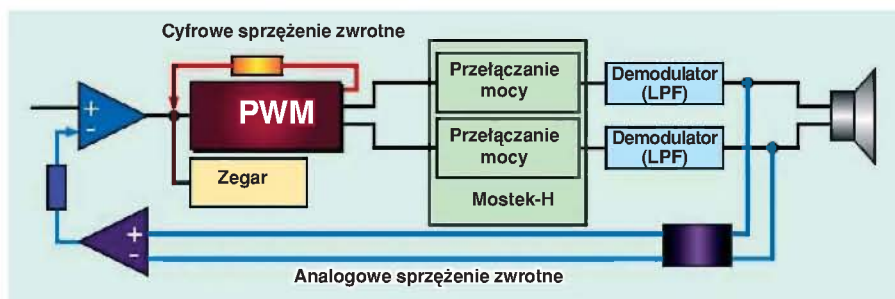 Cyfrowe sprzężenie zwrotne
+
-
PWM
Zegar
Przełączanie
mocy
Przełączanie
mocy
Mostek-H
Demodulator
(LPF)
Demodulator
(LPF)
+
-
Analogowe sprzężenie zwrotne